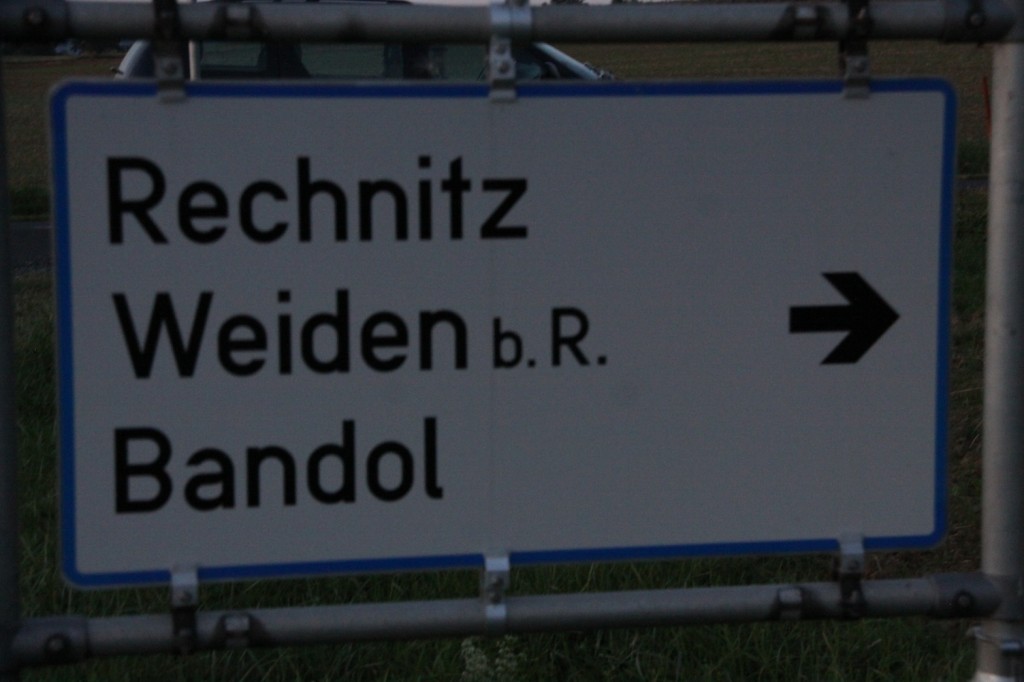 Rechnitz
Weiden b. R.
Bandol